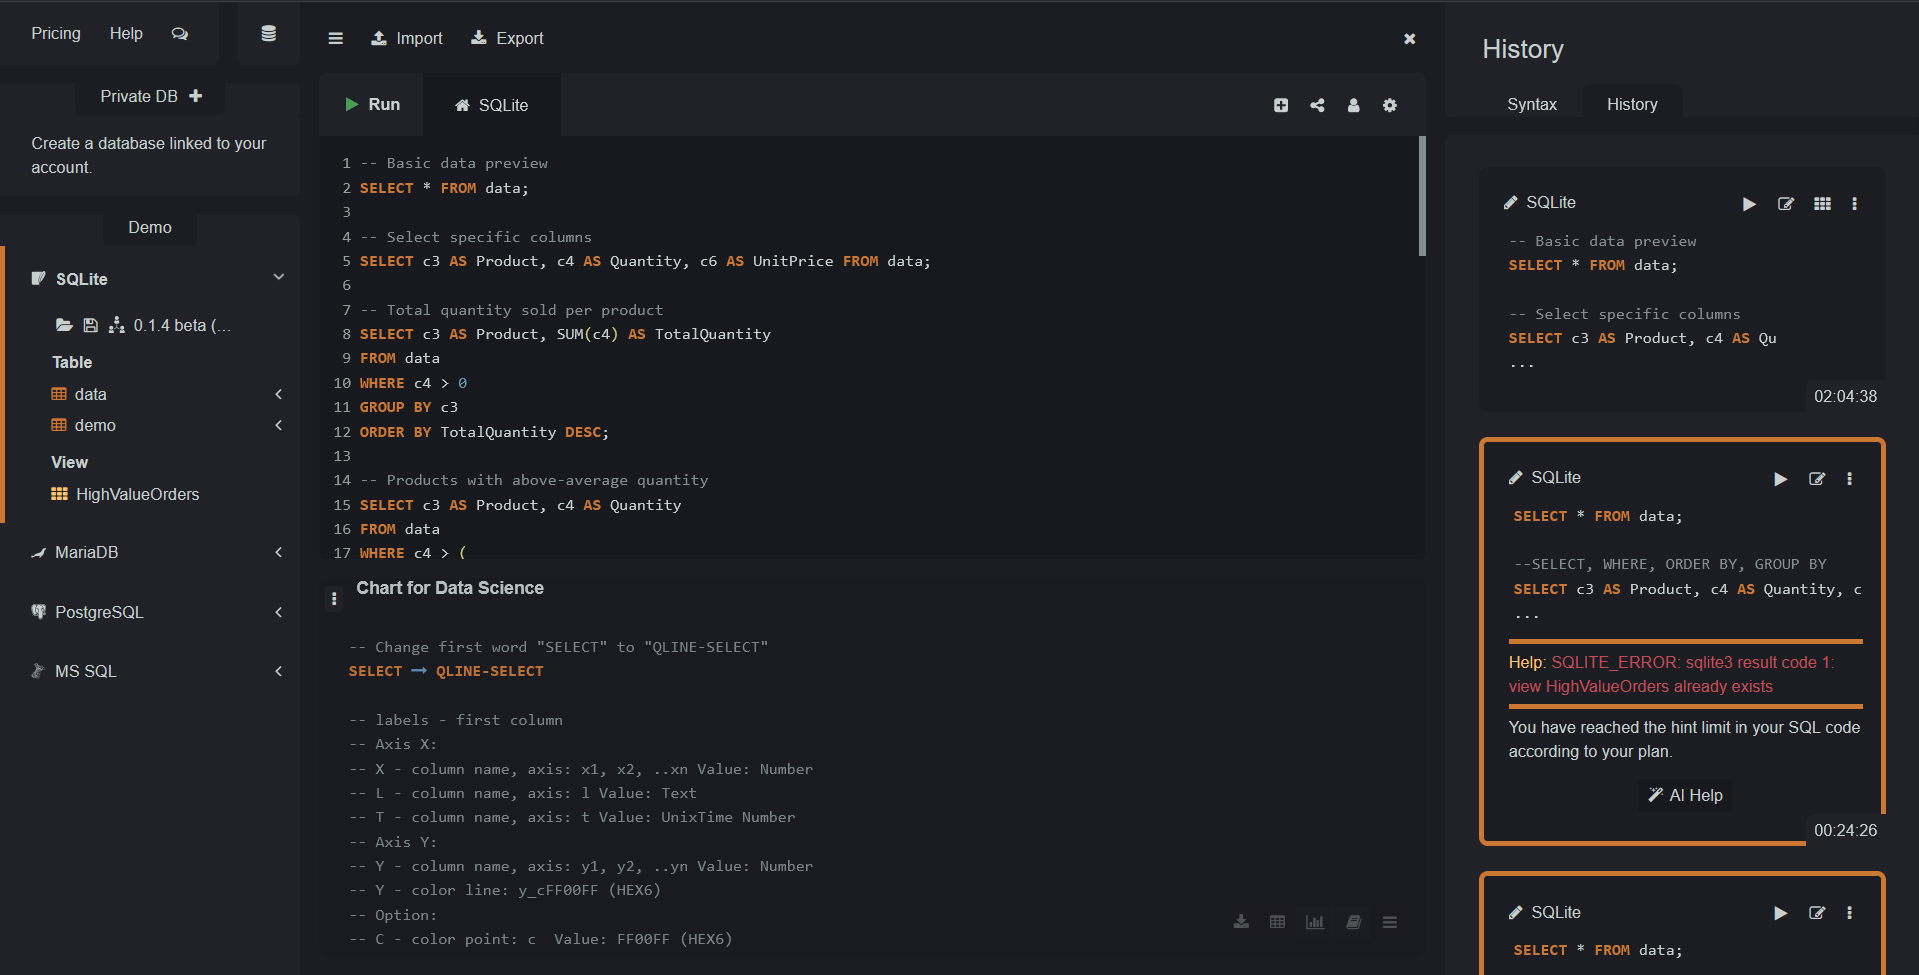 Pricing
Help
Private DB
Create a database linked to your
account.
Demo
SQLite
0.1.4 beta (...
Table
data
demo
View
HighValueOrders
MariaDB
PostgreSQL
MS SQL
Import
Export
Run
SQLite
1 -- Basic data preview
2 SELECT * FROM data;
3
4 -- Select specific columns
5 SELECT c3 AS Product, c4 AS Quantity, c6 AS UnitPrice FROM data;
6
7 -- Total quantity sold per product
8 SELECT c3 AS Product, SUM(c4) AS TotalQuantity
9 FROM data
10 WHERE c4 > 0
11 GROUP BY c3
12 ORDER BY TotalQuantity DESC;
13
14 -- Products with above-average quantity
15 SELECT c3 AS Product, c4 AS Quantity
16 FROM data
17 WHERE c4 > (
Chart for Data Science
-- Change first word "SELECT" to "QLINE-SELECT"
SELECT → QLINE-SELECT
-- labels - first column
-- Axis X:
-- X - column name, axis: x1, x2, ..xn Value: Number
-- L - column name, axis: l Value: Text
-- T - column name, axis: t Value: UnixTime Number
-- Axis Y:
-- Y - column name, axis: y1, y2, ..yn Value: Number
-- Y - color line: y_cFF00FF (HEX6)
-- Option:
-- C - color point: c  Value: FF00FF (HEX6)
History
Syntax
History
SQLite
-- Basic data preview
SELECT * FROM data;
-- Select specific columns
SELECT c3 AS Product, c4 AS Qu
...
02:04:38
SQLite
SELECT * FROM data;
--SELECT, WHERE, ORDER BY, GROUP BY
SELECT c3 AS Product, c4 AS Quantity, c
...
Help: SQLITE_ERROR: sqlite3 result code 1:
view HighValueOrders already exists
You have reached the hint limit in your SQL code
according to your plan.
AI Help
00:24:26
SQLite
SELECT * FROM data;